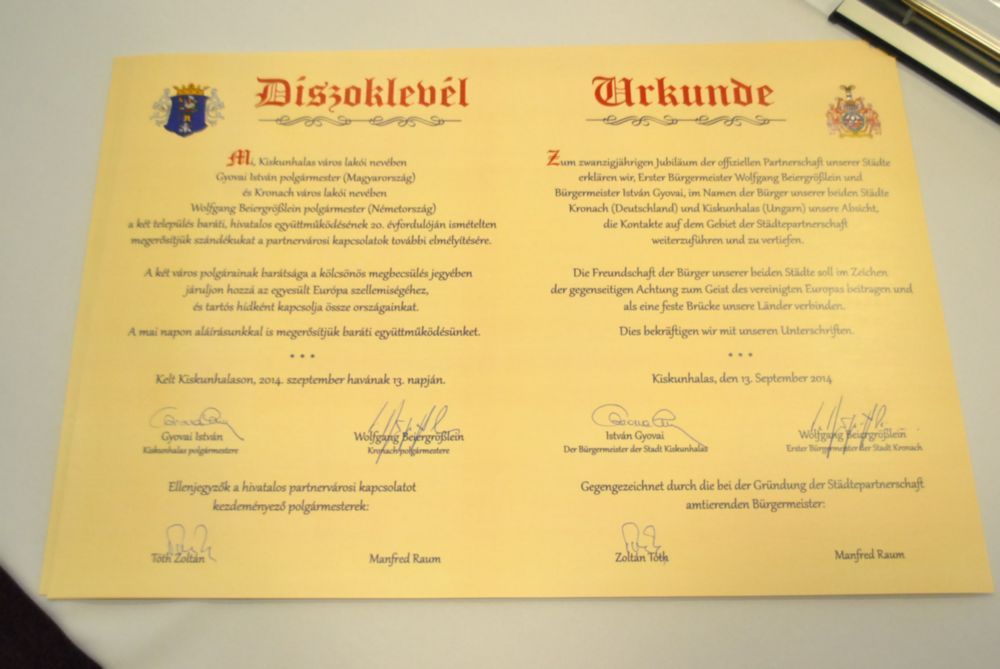 Díszoklevél
Mi, Kiskunhalas város lakói nevében
Gyovai István polgármester (Magyarország)
és Kronach város lakói nevében
Wolfgang Beiergrößlein polgármester (Németország)
a két település baráti, hivatalos együttműködésének 20. évfordulóján ismételten
megerősítjük szándékukat a partnervárosi kapcsolatok további elmélyítésére.
A két város polgárainak barátsága a kölcsönös megbecsülés jegyében
járuljon hozzá az egyesült Európa szellemiségéhez,
és tartós hídként kapcsolja össze országainkat.
A mai napon aláírásunkkal is megerősítjük baráti együttműködésünket.
* * *
Kelt Kiskunhalason, 2014. szeptember havának 13. napján.
Gyovai István
Kiskunhalas polgármestere
Wolfgang Beiergrößlein
Kronach polgármestere
Ellenjegyzők a hivatalos partnervárosi kapcsolatot
kezdeményező polgármesterek:
Tóth Zoltán
Manfred Raum
Urkunde
Zum zwanzigjährigen Jubiläum der offiziellen Partnerschaft unserer Städte
erklären wir, Erster Bürgermeister Wolfgang Beiergrößlein und
Bürgermeister István Gyovai, im Namen der Bürger unserer beiden Städte
Kronach (Deutschland) und Kiskunhalas (Ungarn) unsere Absicht,
die Kontakte auf dem Gebiet der Städtepartnerschaft
weiterzuführen und zu vertiefen.
Die Freundschaft der Bürger unserer beiden Städte soll im Zeichen
der gegenseitigen Achtung zum Geist des vereinigten Europas beitragen und
als eine feste Brücke unsere Länder verbinden.
Dies bekräftigen wir mit unseren Unterschriften.
* * *
Kiskunhalas, den 13. September 2014
István Gyovai
Der Bürgermeister der Stadt Kiskunhalas
Wolfgang Beiergrößlein
Erster Bürgermeister der Stadt Kronach
Gegengezeichnet durch die bei der Gründung der Städtepartnerschaft
amtierenden Bürgermeister:
Zoltán Tóth
Manfred Raum